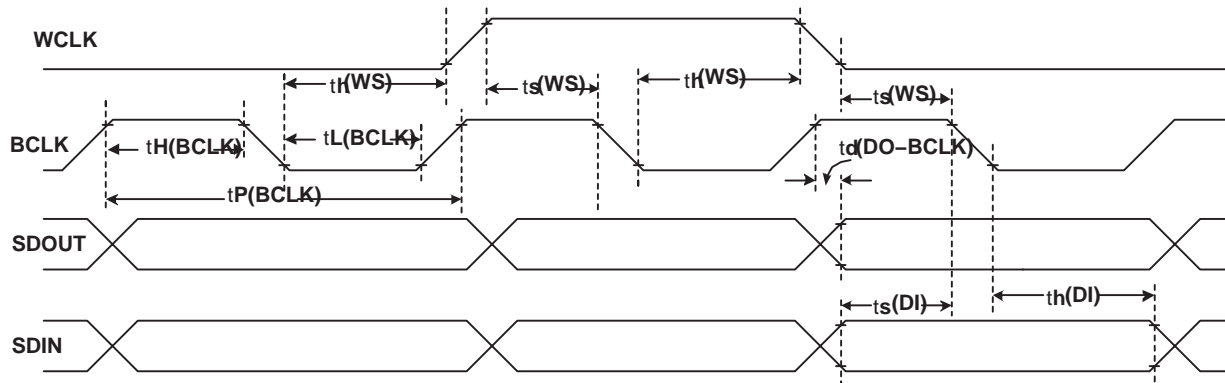 WCLK
th(WS)
ts(WS)
th(WS)
ts(WS)
BCLK
tH(BCLK)
tL(BCLK)
td(DO–BCLK)
tP(BCLK)
SDOUT
ts(DI)
th(DI)
SDIN